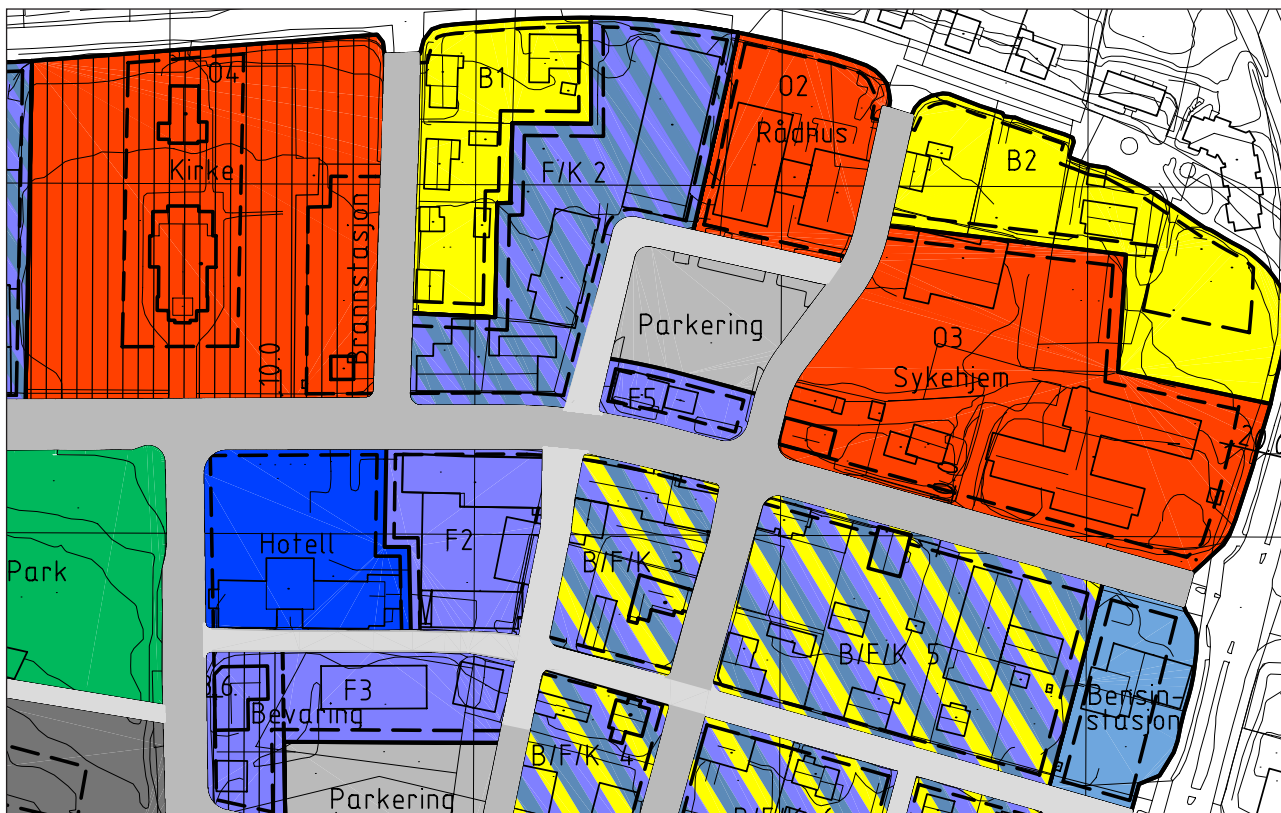 O4
Kirke
Brannstasjon
10.0
B1
F/K 2
O2
Rådhus
B2
Parkering
F5
O3
Sykehjem
20
Park
Hotell
F2
B/F/K 3
B/F/K 5
Bensin-
stasjon
F3
Bevaring
B/F/K 4
Parkering